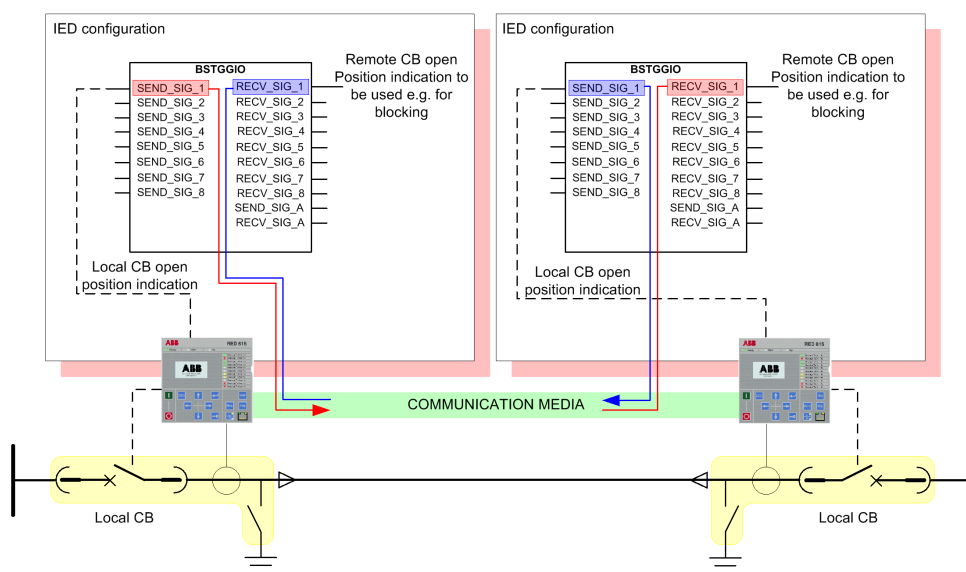 IED configuration
BSTGGIO
SEND_SIG_1
SEND_SIG_2
SEND_SIG_3
SEND_SIG_4
SEND_SIG_5
SEND_SIG_6
SEND_SIG_7
SEND_SIG_8
RECV_SIG_1
RECV_SIG_2
RECV_SIG_3
RECV_SIG_4
RECV_SIG_5
RECV_SIG_6
RECV_SIG_7
RECV_SIG_8
SEND_SIG_A
RECV_SIG_A
Remote CB open
Position indication to
be used e.g. for
blocking
Local CB open
position indication
IED configuration
BSTGGIO
SEND_SIG_1
SEND_SIG_2
SEND_SIG_3
SEND_SIG_4
SEND_SIG_5
SEND_SIG_6
SEND_SIG_7
SEND_SIG_8
RECV_SIG_1
RECV_SIG_2
RECV_SIG_3
RECV_SIG_4
RECV_SIG_5
RECV_SIG_6
RECV_SIG_7
RECV_SIG_8
SEND_SIG_A
RECV_SIG_A
Remote CB open
Position indication to
be used e.g. for
blocking
Local CB open
position indication
ABB
RED 615
ABB
COMMUNICATION MEDIA
ABB
RED 615
ABB
Local CB
Local CB